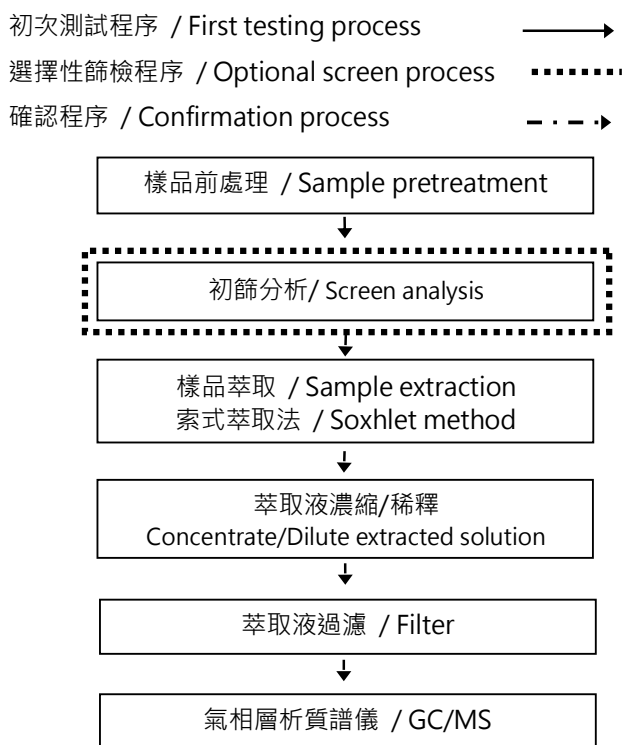 初次測試程序 / First testing process
選擇性篩檢程序 / Optional screen process
確認程序 / Confirmation process
樣品前處理 / Sample pretreatment
初篩分析/ Screen analysis
樣品萃取 / Sample extraction
索式萃取法 / Soxhlet method
萃取液濃縮/稀釋
Concentrate/Dilute extracted solution
萃取液過濾 / Filter
氣相層析質譜儀 / GC/MS